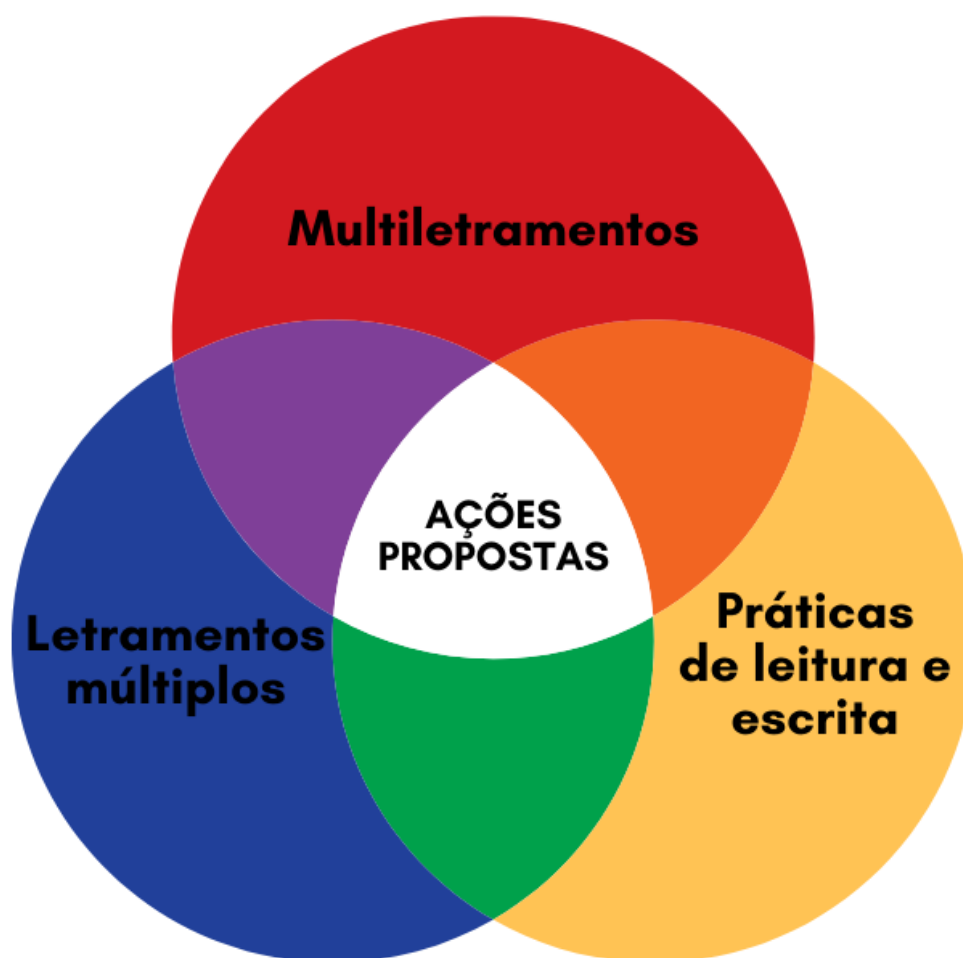 Multiletramentos
AÇÕES
PROPOSTAS
Letramentos
múltiplos
Práticas
de leitura e
escrita